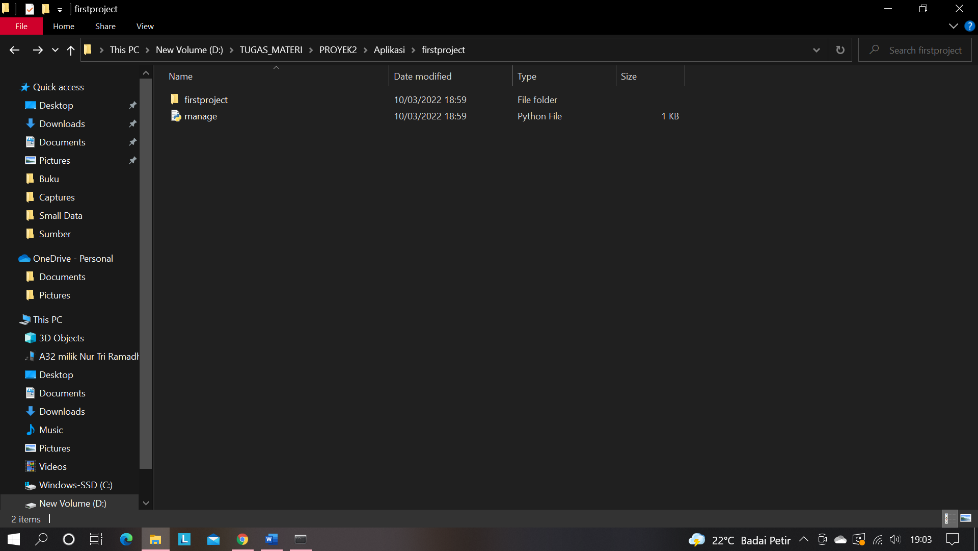 firstproject
File Home Share View
This PC New Volume (D:) TUGAS_MATERI PROYEK2 Aplikasi firstproject Search firstproject
Name Date modified Type Size
firstproject 10/03/2022 18:59 File folder
manage 10/03/2022 18:59 Python File 1 KB
Quick access
Desktop
Downloads
Documents
Pictures
Buku
Captures
Small Data
Sumber
OneDrive - Personal
Documents
Pictures
This PC
3D Objects
A32 milik Nur Tri Ramadh
Desktop
Documents
Downloads
Music
Pictures
Videos
Windows-SSD (C:)
New Volume (D:)
2 items
22°C Badai Petir 19:03